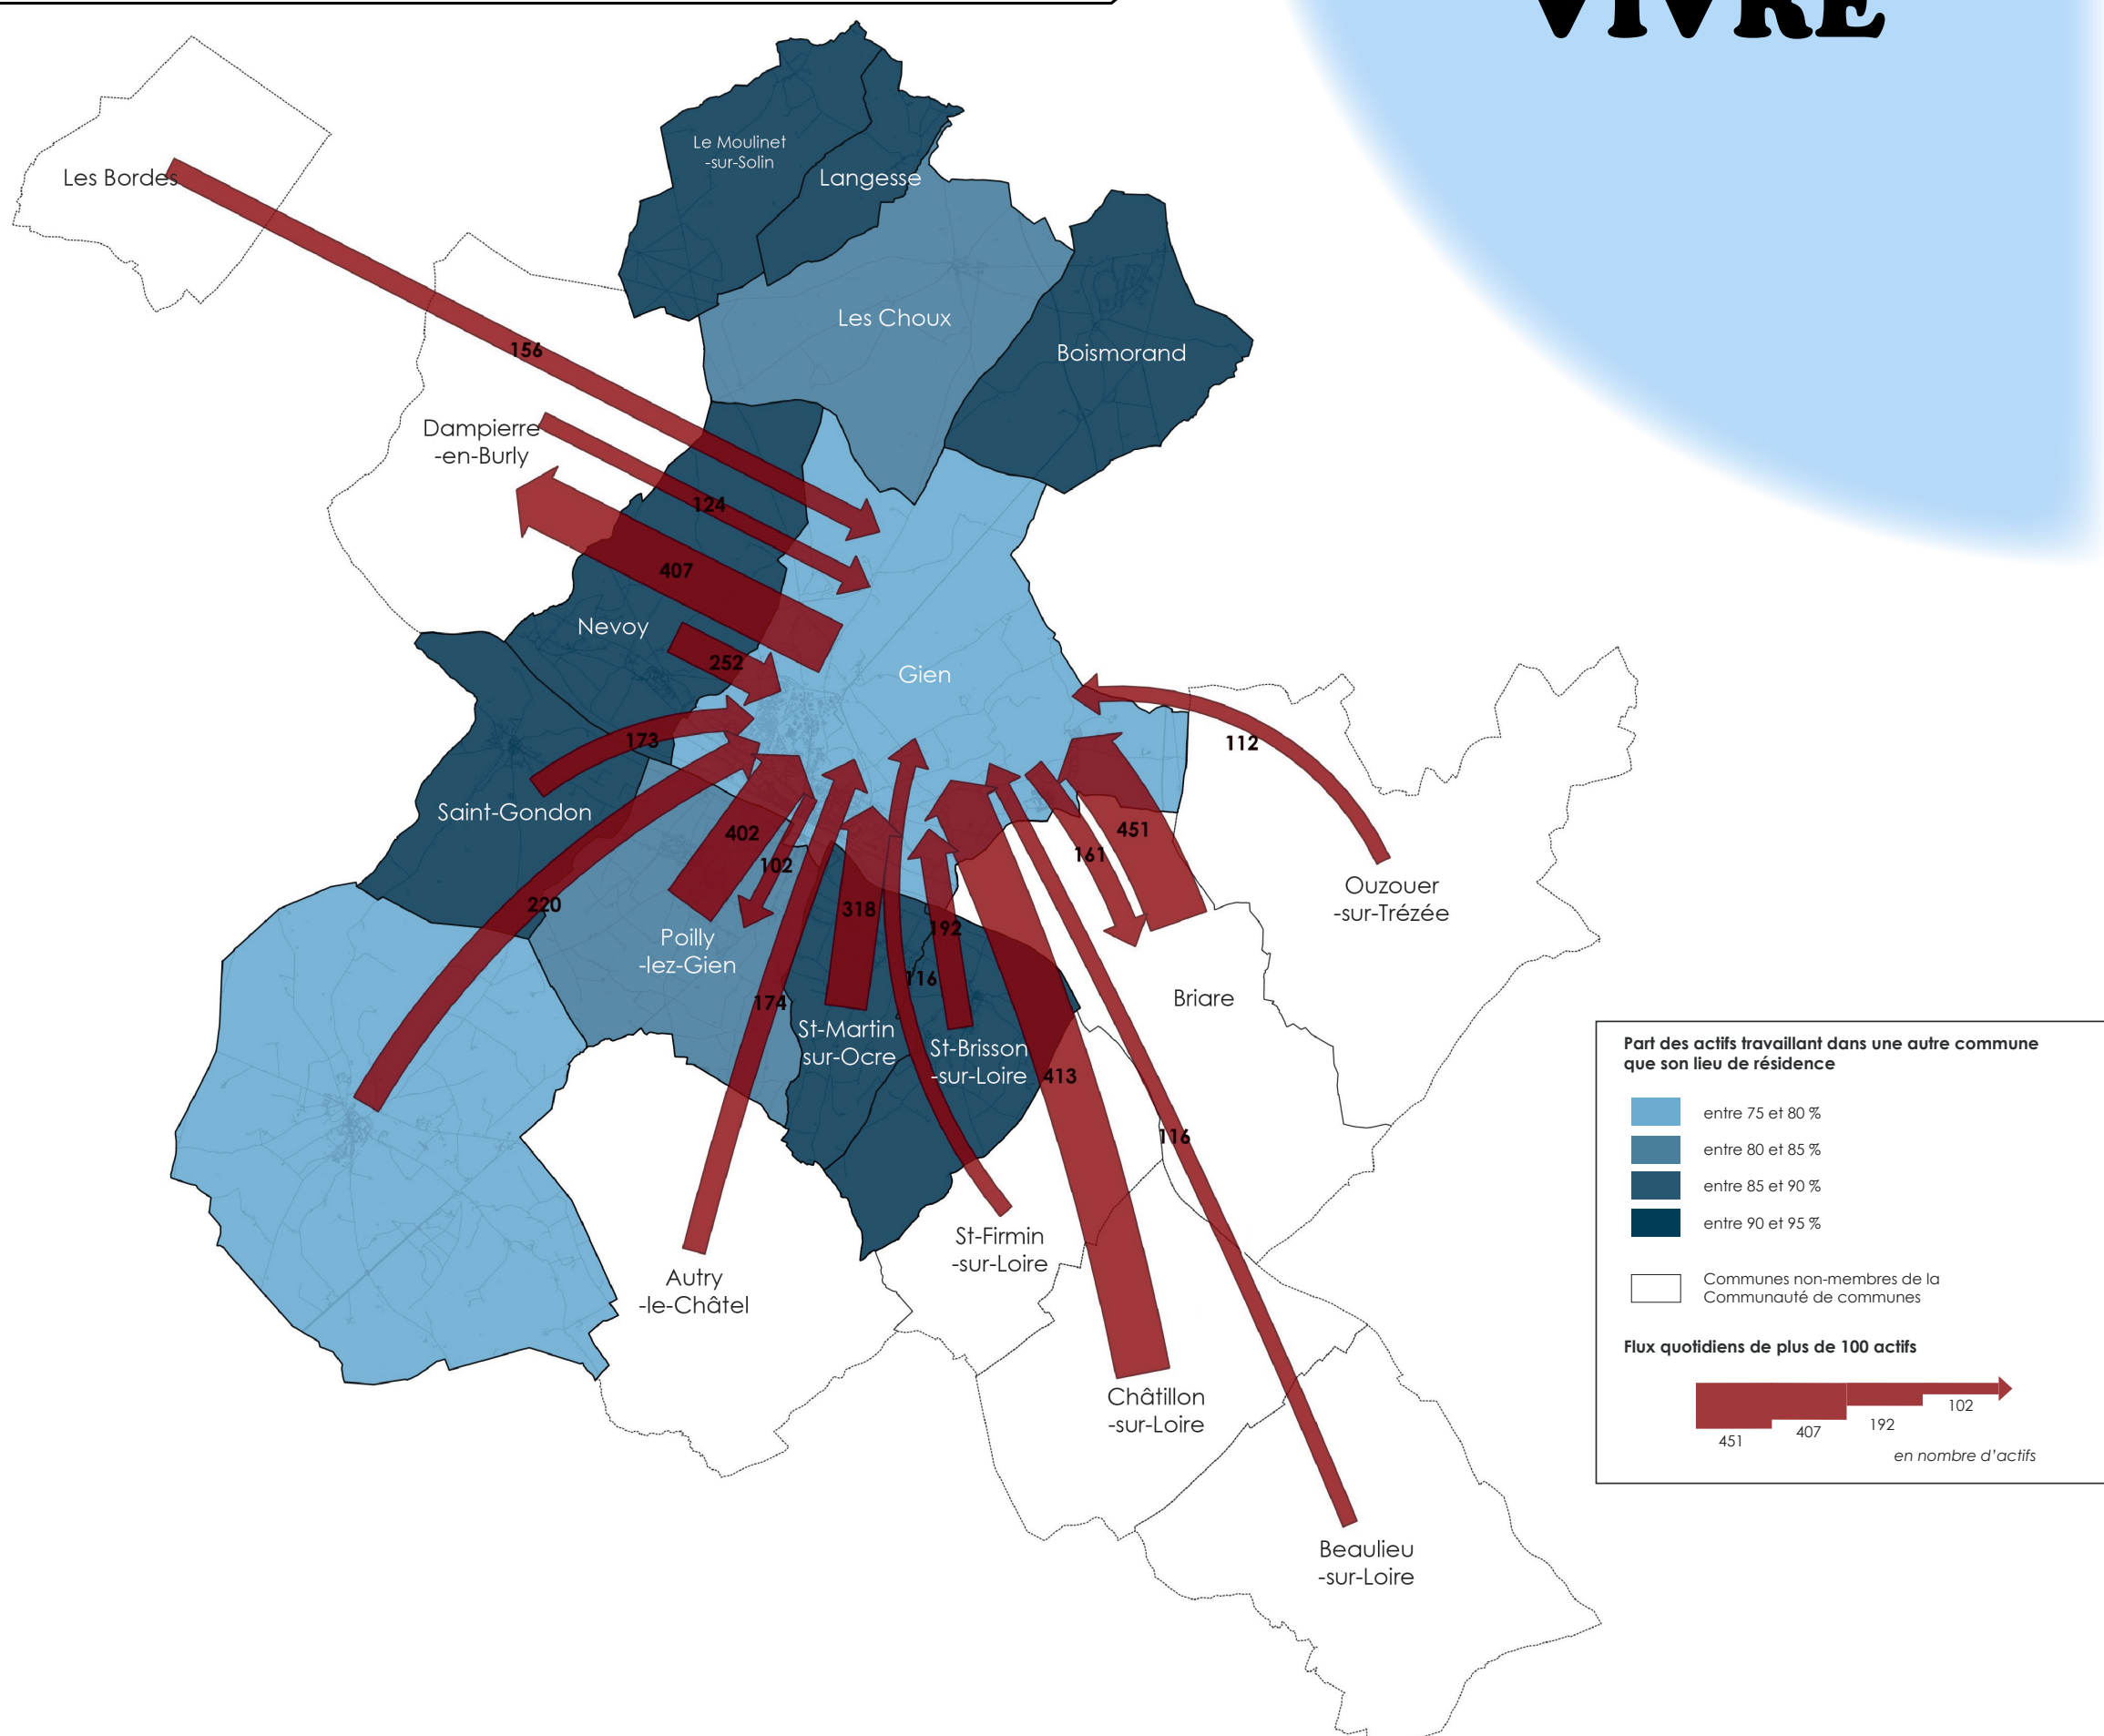 VIVRE
Le Moulinet
-sur-Solin
Les Bordes
Langesse
Les Choux
156
Boismorand
Dampierre
-en-Burly
124
407
Nevoy
252
Gien
173
112
Saint-Gondon
402
451
102
161
Ouzouer
-sur-Trézée
220
318
192
Poilly
-lez-Gien
116
174
Briare
St-Martin
sur-Ocre
St-Brisson
-sur-Loire
413
116
St-Firmin
-sur-Loire
Autry
-le-Châtel
Châtillon
-sur-Loire
Beaulieu
-sur-Loire
Part des actifs travaillant dans une autre commune
que son lieu de résidence
entre 75 et 80 %
entre 80 et 85 %
entre 85 et 90 %
entre 90 et 95 %
Communes non-membres de la
Communauté de communes
Flux quotidiens de plus de 100 actifs
102
192
407
451
en nombre d'actifs